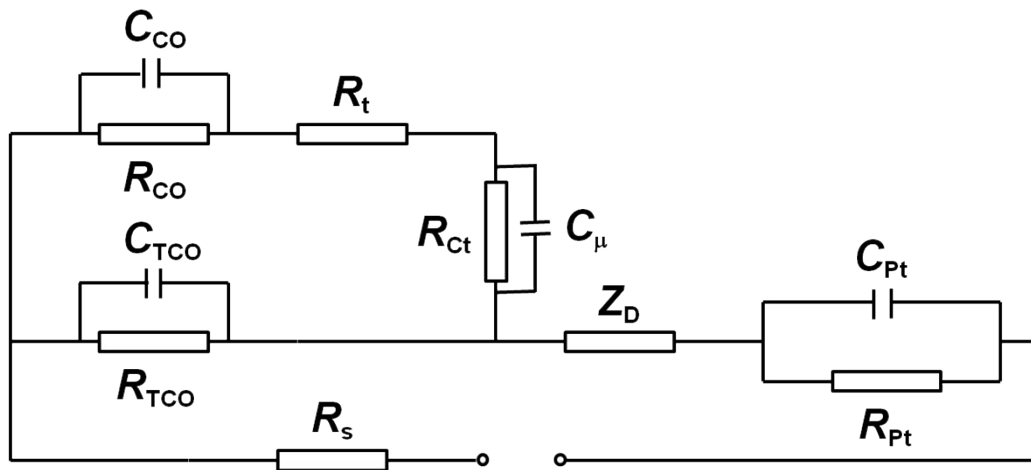 C_CO
R_t
R_CO
C_TCO
R_Ct
C_μ
C_Pt
Z_D
R_TCO
R_s
R_Pt